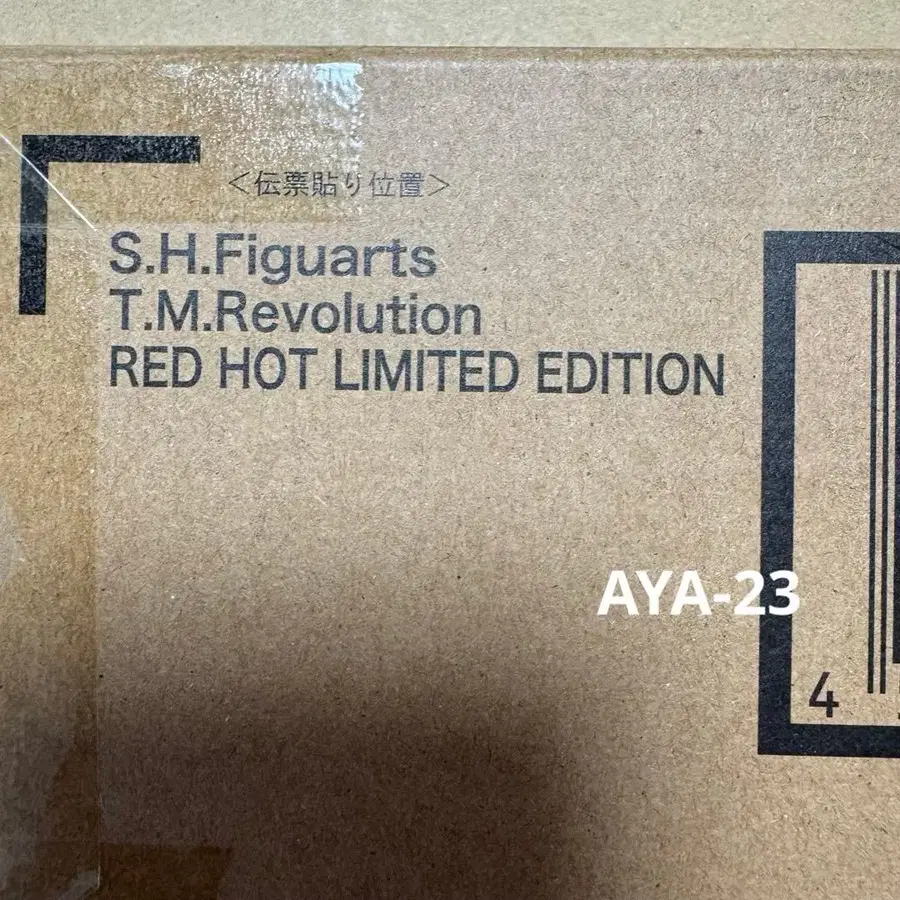 <伝票貼り位置>
S.H.Figuarts
T.M.Revolution
RED HOT LIMITED EDITION
AYA-23
4